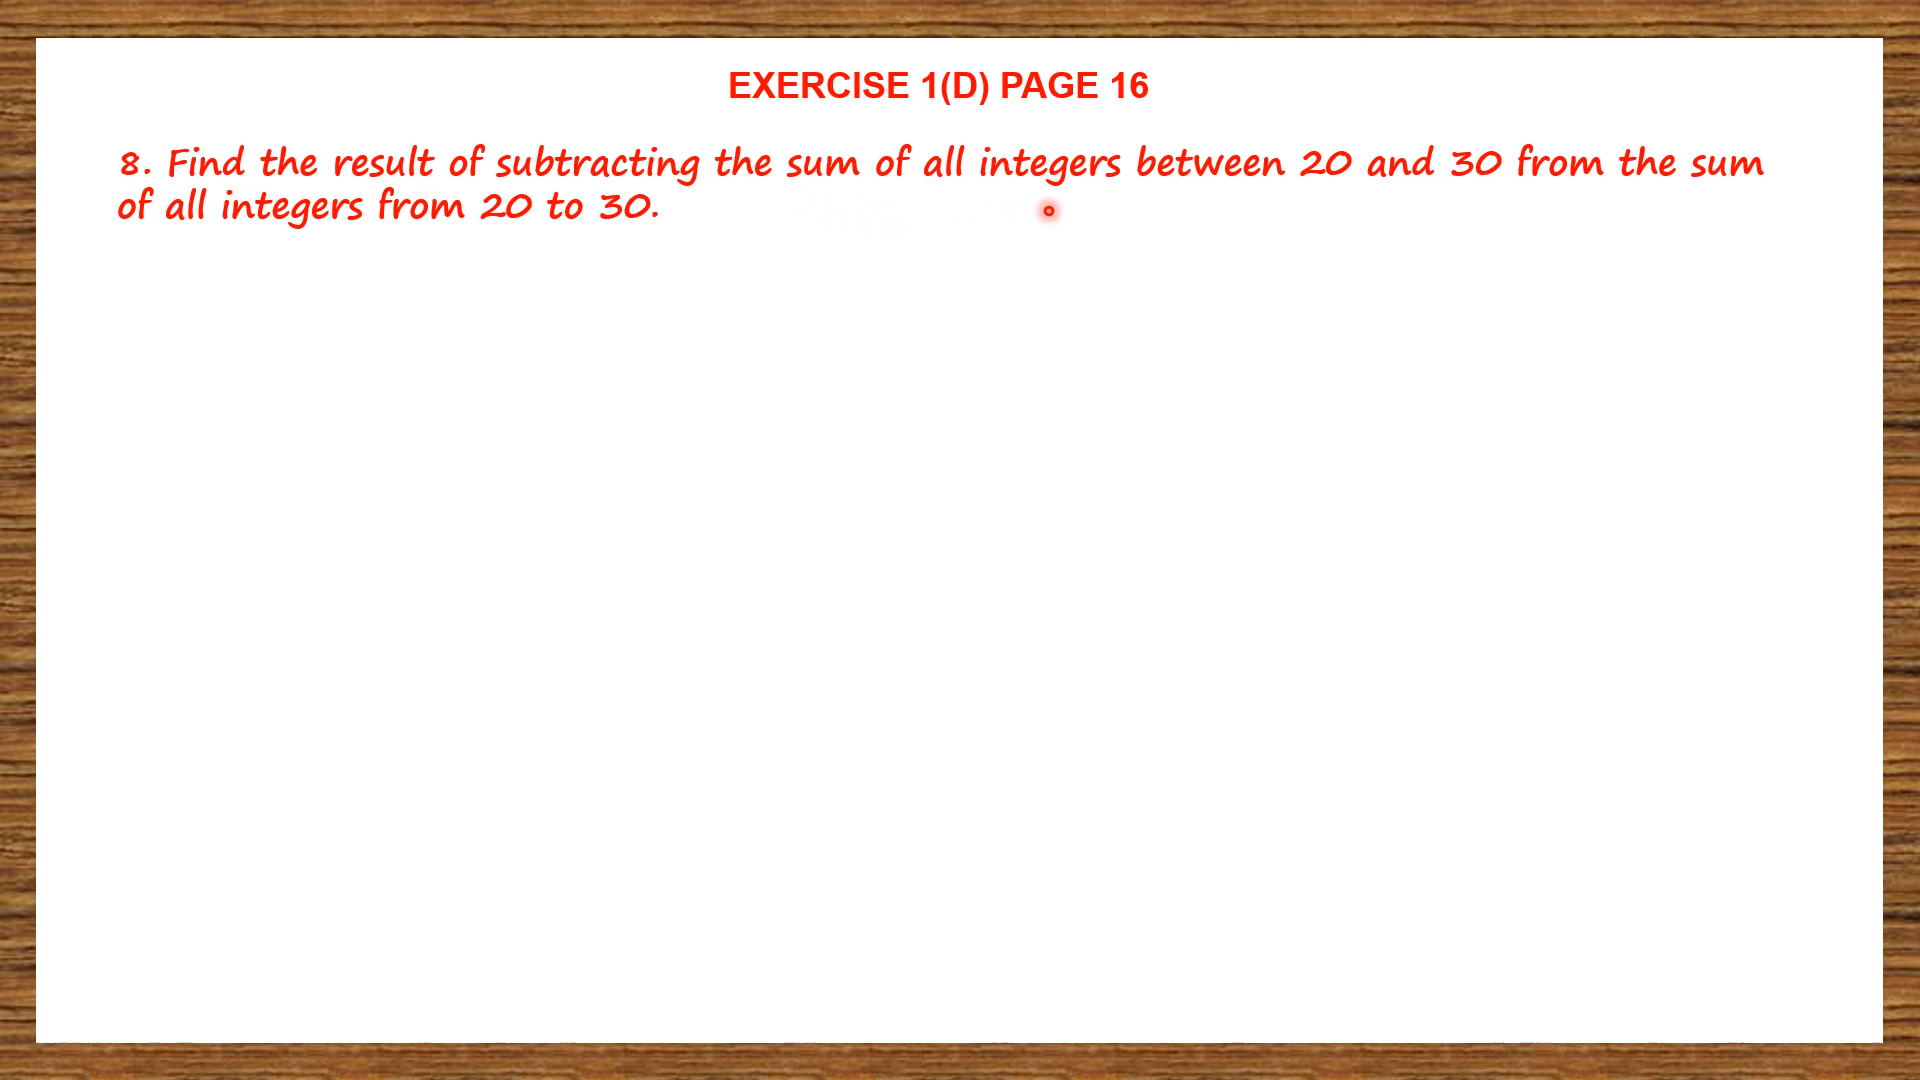 EXERCISE 1(D) PAGE 16
8. Find the result of subtracting the sum of all integers between 20 and 30 from the sum
of all integers from 20 to 30.